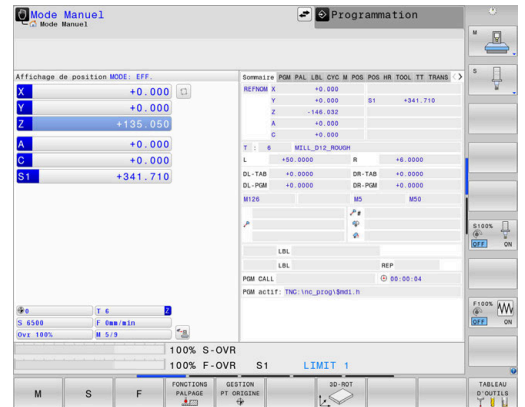 Mode Manuel
Mode Manuel
Programmation
Affichage de position MODE: EFF.
X +0.000
Y +0.000
Z +135.050
A +0.000
C +0.000
S1 +341.710
0 T 6 Z
S 6500 F 0mm/min
Ovr 100% M 5/9
Sommaire PGM PAL LBL CYC M POS POS HR TOOL TT TRANS
REFNOM X +0.000
Y +0.000 S1 +341.710
Z -146.032
A +0.000
C +0.000
T : 6 MILL_D12_ROUGH
L +50.0000 R +6.0000
DL-TAB +0.0000 DR-TAB +0.0000
DL-PGM +0.0000 DR-PGM +0.0000
M126 M5 M50
P#
LBL
LBL REP
PGM CALL 00:00:04
PGM actif: TNC:\nc_prog\$mdi.h
100% S-OVR
100% F-OVR S1 LIMIT 1
M
S
F
FONCTIONS PALPAGE
GESTION PT ORIGINE
3D-ROT
TABLEAU D'OUTILS
M
S
S100%
OFF ON
F100%
OFF ON